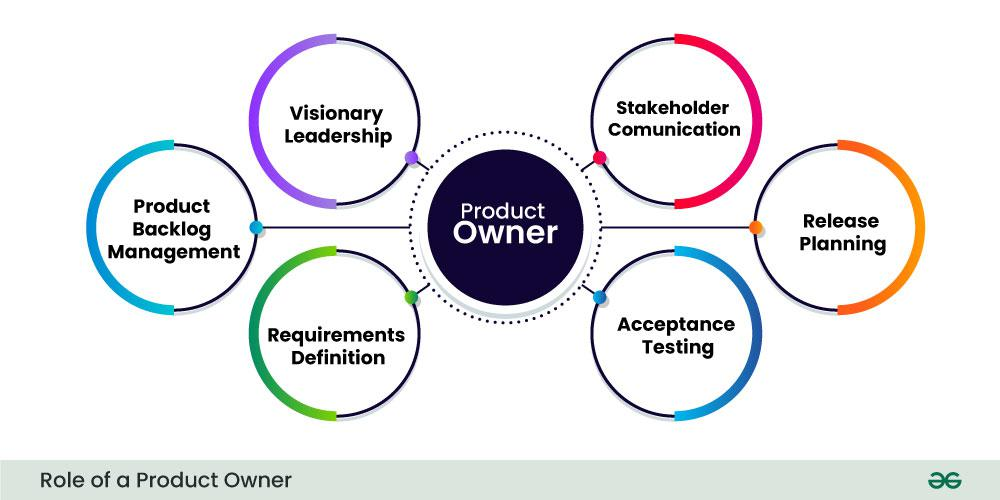 Visionary
Leadership
Stakeholder
Comunication
Product
Backlog
Management
Product
Owner
Release
Planning
Requirements
Definition
Acceptance
Testing
Role of a Product Owner